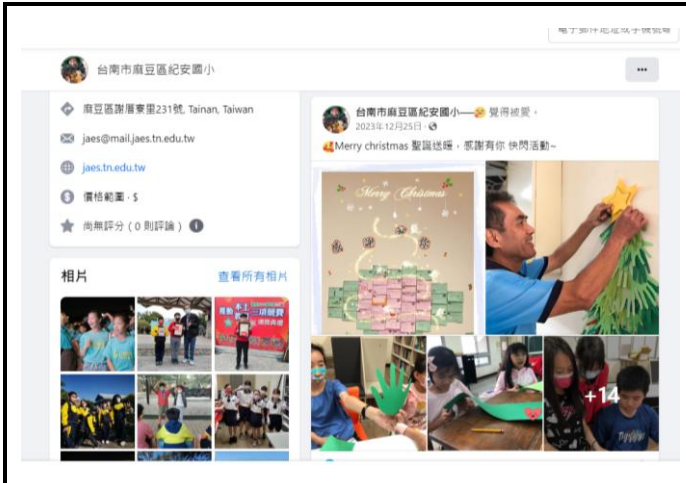 電子郵件地址或手機號碼
台南市麻豆區紀安國小
麻豆區謝厝寮里231號, Tainan, Taiwan
jaes@mail.jaes.tn.edu.tw
jaes.tn.edu.tw
價格範圍 · $
尚無評分（0 則評論）
相片
查看所有相片
台南市麻豆區紀安國小—覺得被愛。
2023年12月25日 ·
Merry christmas 聖誕送暖，感謝有你 快閃活動~
Merry Christmas
+14